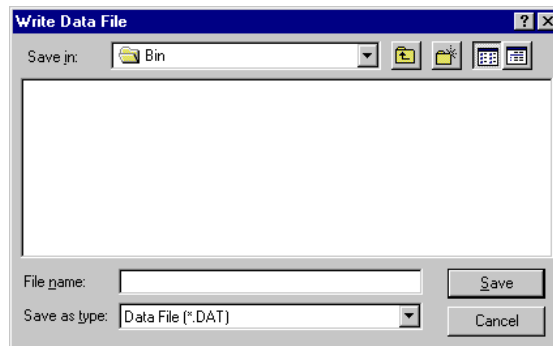 Write Data File
Save in: Bin
File name:
Save
Save as type: Data File (*.DAT)
Cancel